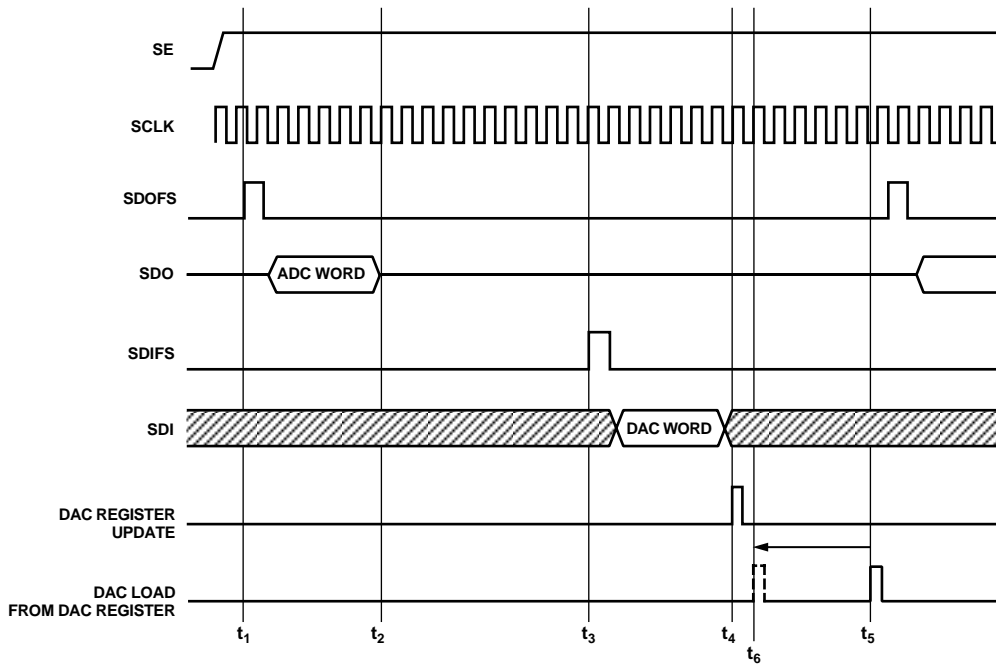 SE
SCLK
SDOFS
SDO
ADC WORD
SDIFS
SDI
DAC WORD
DAC REGISTER
UPDATE
DAC LOAD
FROM DAC REGISTER
t1
t2
t3
t4
t6
t5